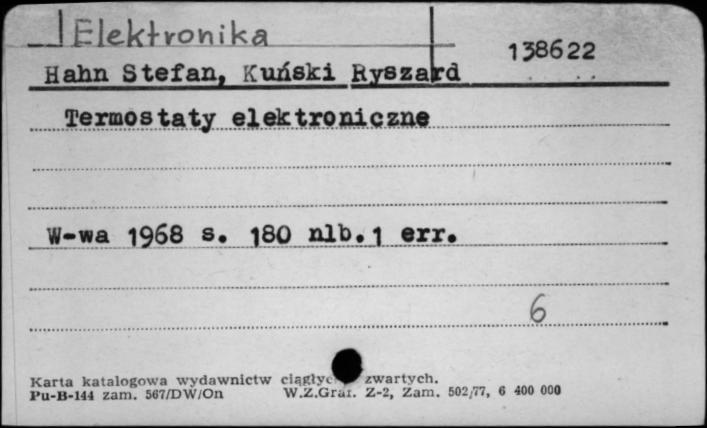 Elektronika
138622
Hahn Stefan, Kuński Ryszard
Termostaty elektroniczne
W-wa 1968 s. 180 nlb.1 err.
6
Karta katalogowa wydawnictw zwartych.
Pu-B-144 zam. 567/DW/On W.Z.Graf. Z-2, Zam. 502/77, 6 400 000